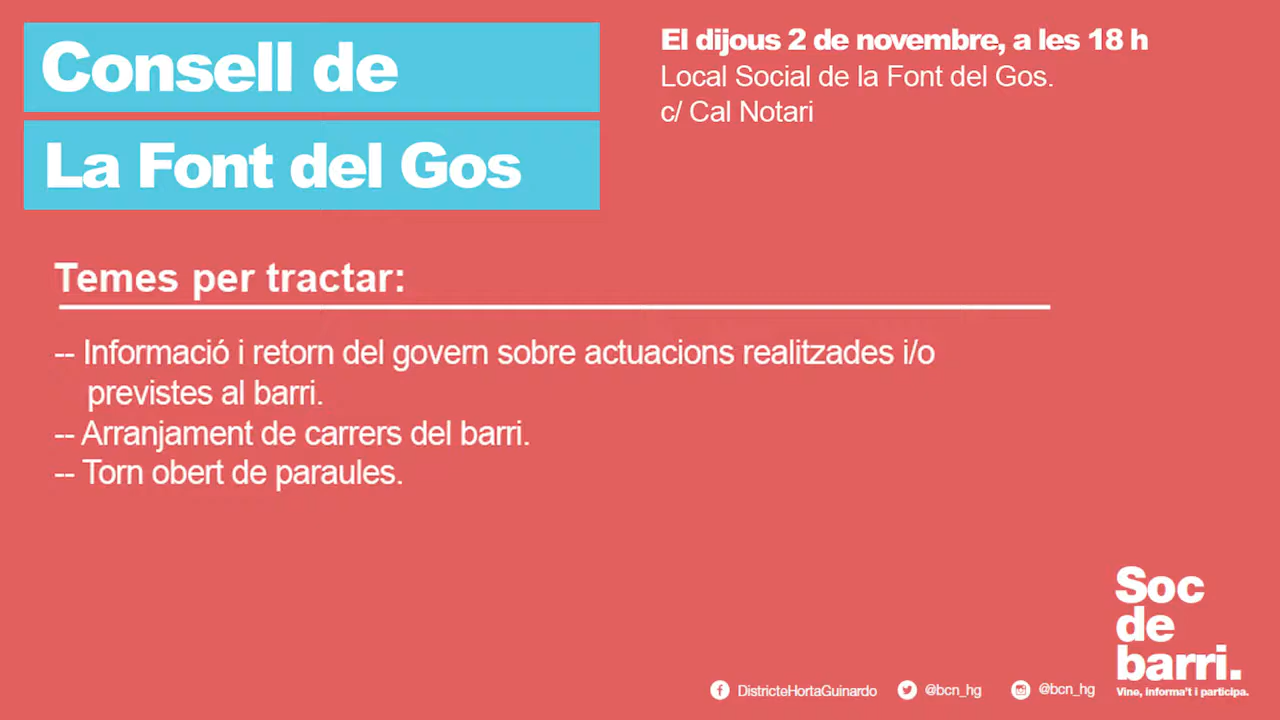 Consell de
La Font del Gos
El dijous 2 de novembre, a les 18 h
Local Social de la Font del Gos.
c/ Cal Notari
Temes per tractar:
-- Informació i retorn del govern sobre actuacions realitzades i/o
previstes al barri.
-- Arranjament de carrers del barri.
-- Torn obert de paraules.
Soc
de
barri.
Vine, informa't i participa.
DistricteHortaGuinardo @bcn_hg @bcn_hg